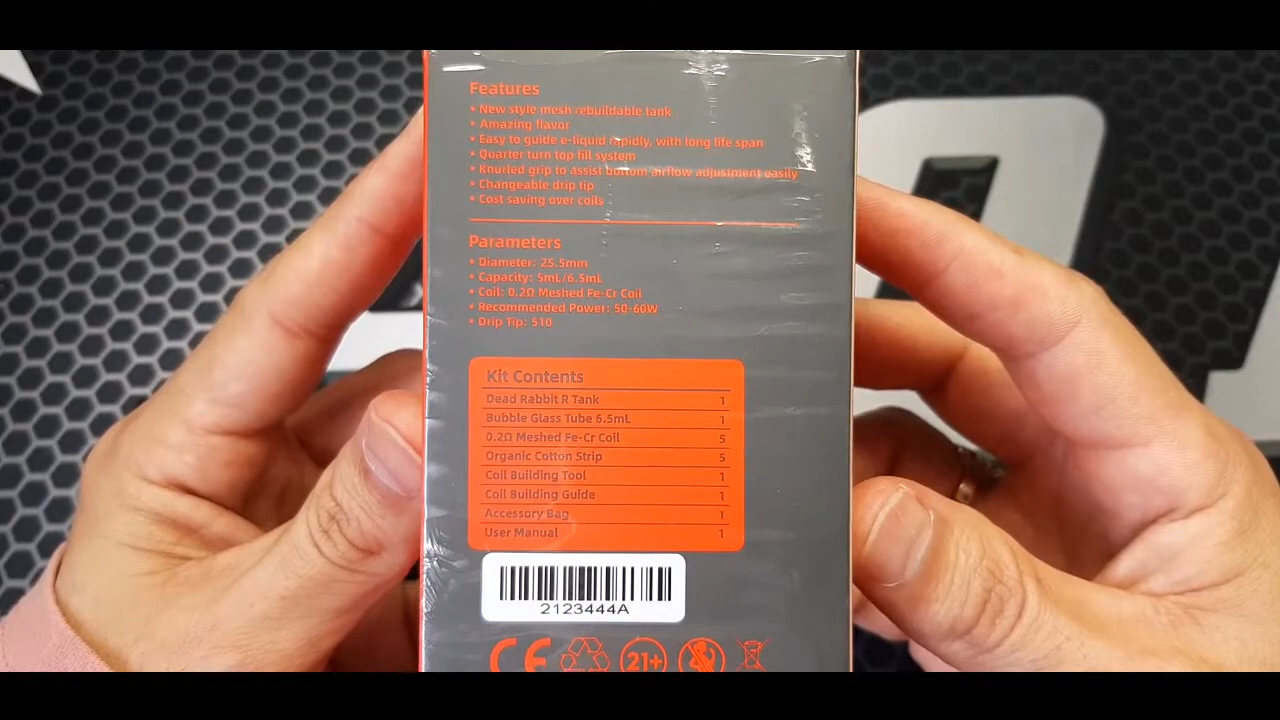 Features
• New style mesh rebuildable tank
• Amazing flavor
• Easy to guide e-liquid rapidly, with long life span
• Quarter turn top fill system
• Knurled grip to assist bottom airflow adjustment easily
• Changeable drip tip
• Cost saving over coils
Parameters
• Diameter: 25.5mm
• Capacity: 5mL/6.5mL
• Coil: 0.2Ω Meshed Fe-Cr Coil
• Recommended Power: 50-60W
• Drip Tip: 510
Kit Contents
Dead Rabbit R Tank 1
Bubble Glass Tube 6.5mL 1
0.2Ω Meshed Fe-Cr Coil 5
Organic Cotton Strip 5
Coil Building Tool 1
Coil Building Guide 1
Accessory Bag 1
User Manual 1
2123444A
CE 21+